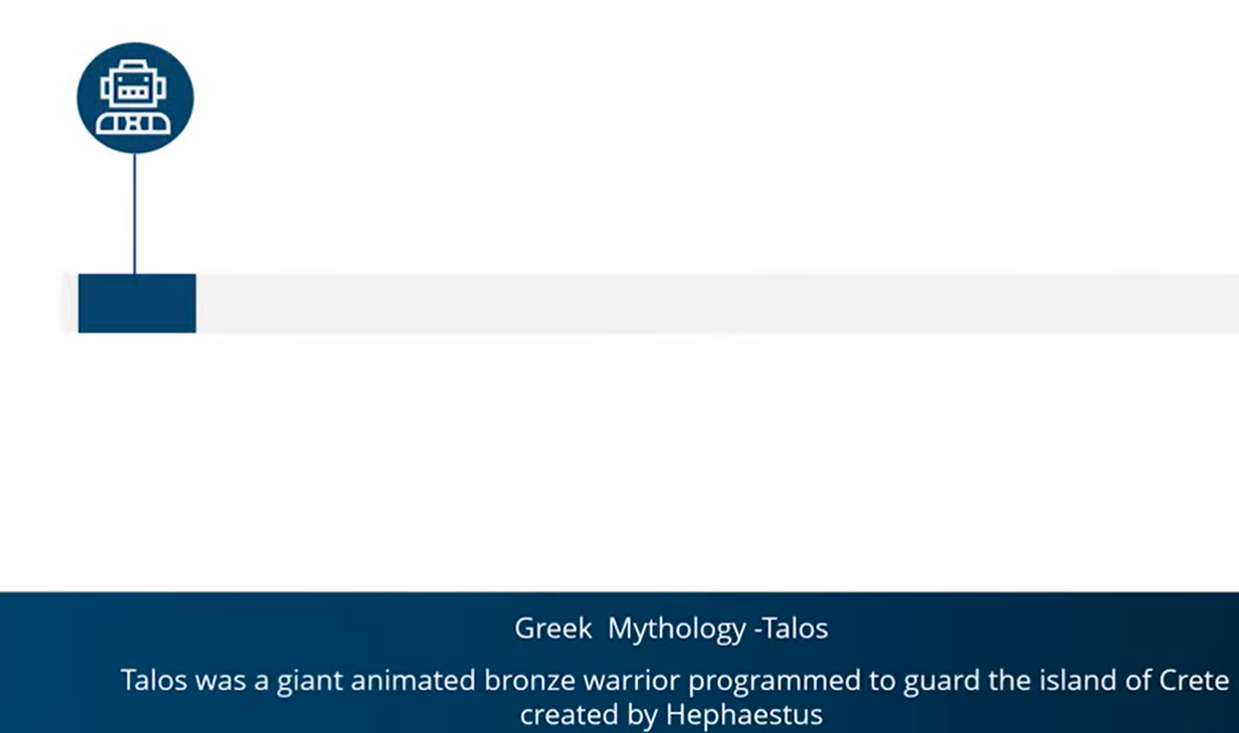 Greek  Mythology -Talos
Talos was a giant animated bronze warrior programmed to guard the island of Crete
created by Hephaestus